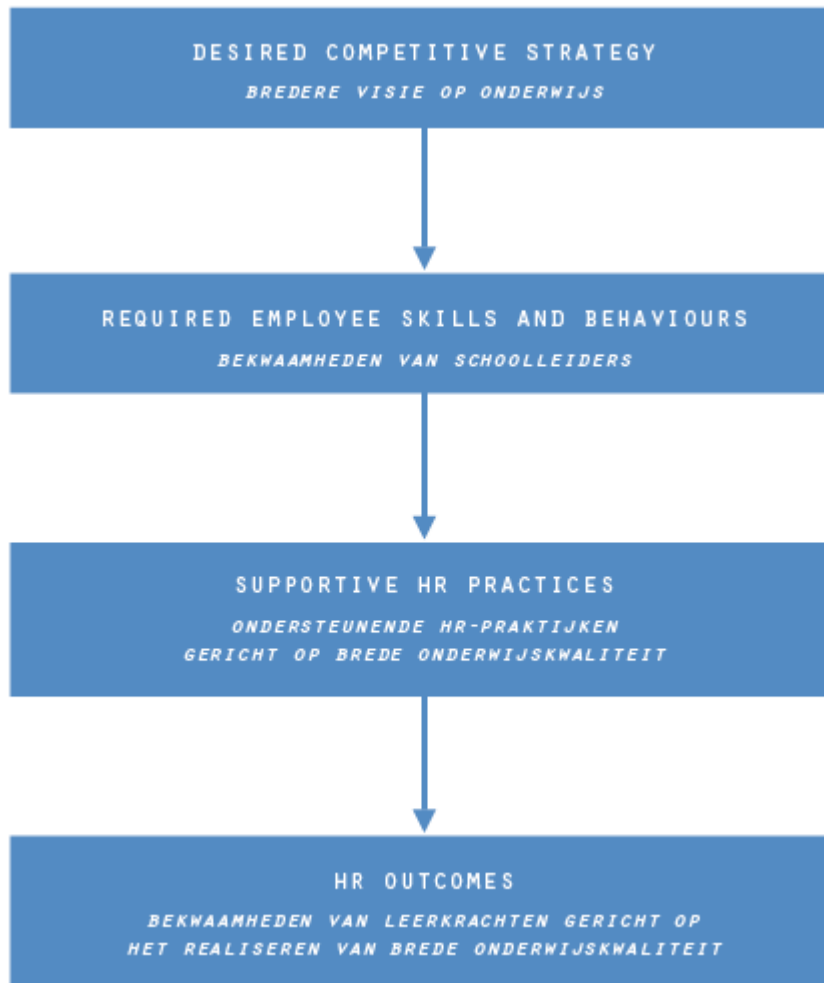 DESIRED COMPETITIVE STRATEGY
BREDERE VISIE OP ONDERWIJS
REQUIRED EMPLOYEE SKILLS AND BEHAVIOURS
BEKWAAMHEDEN VAN SCHOOLLEIDERS
SUPPORTIVE HR PRACTICES
ONDERSTEUNENDE HR-PRAKTIJKEN
GERICHT OP BREDE ONDERWIJSKWALITEIT
HR OUTCOMES
BEKWAAMHEDEN VAN LEERKRACHTEN GERICHT OP
HET REALISEREN VAN BREDE ONDERWIJSKWALITEIT